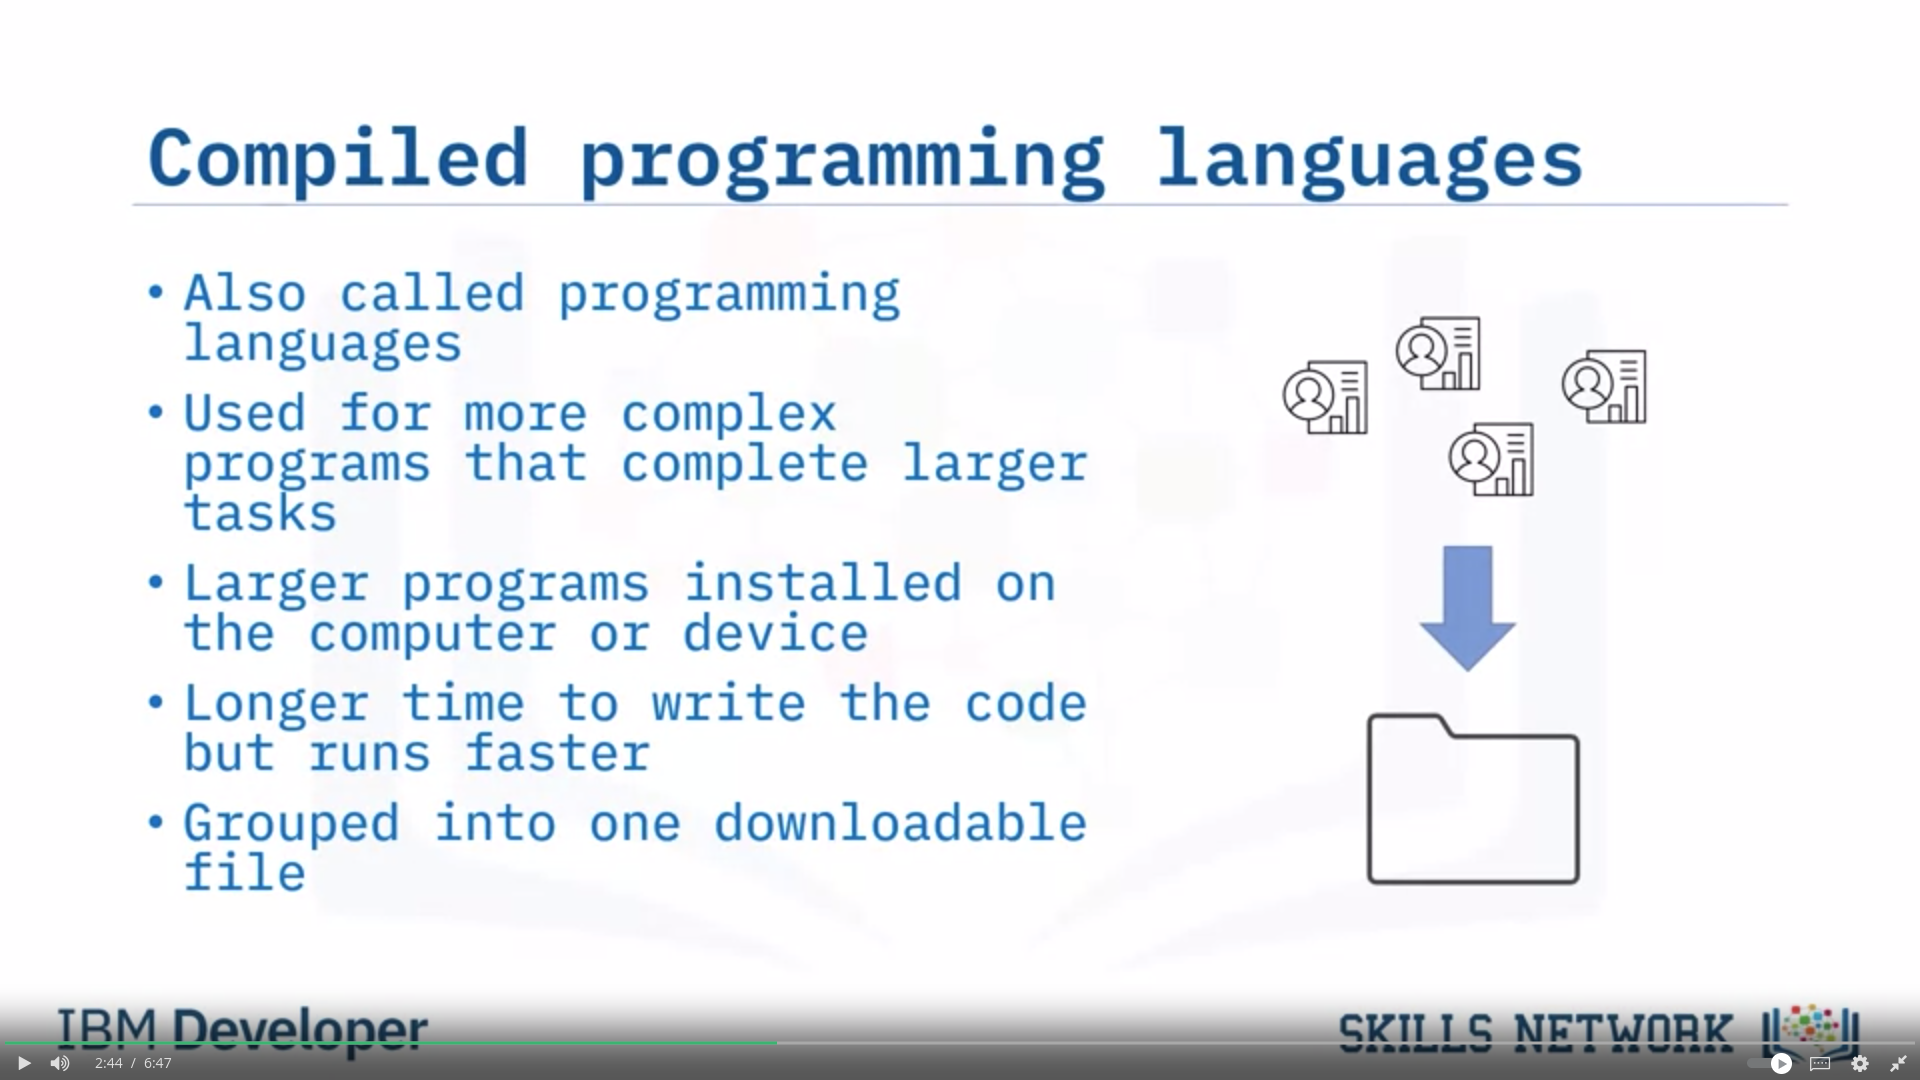 Compiled programming languages
• Also called programming
languages
• Used for more complex
programs that complete larger
tasks
• Larger programs installed on
the computer or device
• Longer time to write the code
but runs faster
• Grouped into one downloadable
file
IBM Developer
SKILLS NETWORK
2:44 / 6:47